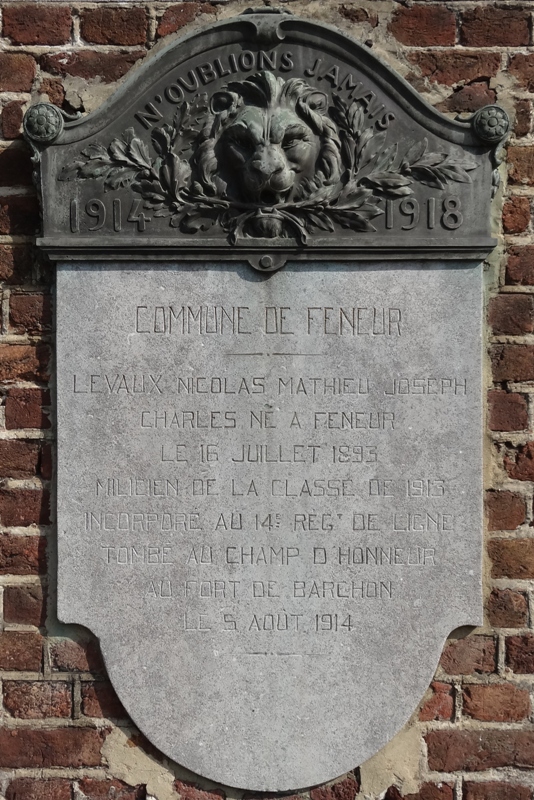 N'OUBLIONS JAMAIS
1914 1918
COMMUNE DE FENEUR
LEVAUX NICOLAS MATHIEU JOSEPH
CHARLES NÉ A FENEUR
LE 16 JUILLET 1893
MILICIEN DE LA CLASSE DE 1913
INCORPORÉ AU 14E REGT DE LIGNE
TOMBÉ AU CHAMP D'HONNEUR
AU FORT DE BARCHON
LE 5 AOÛT 1914